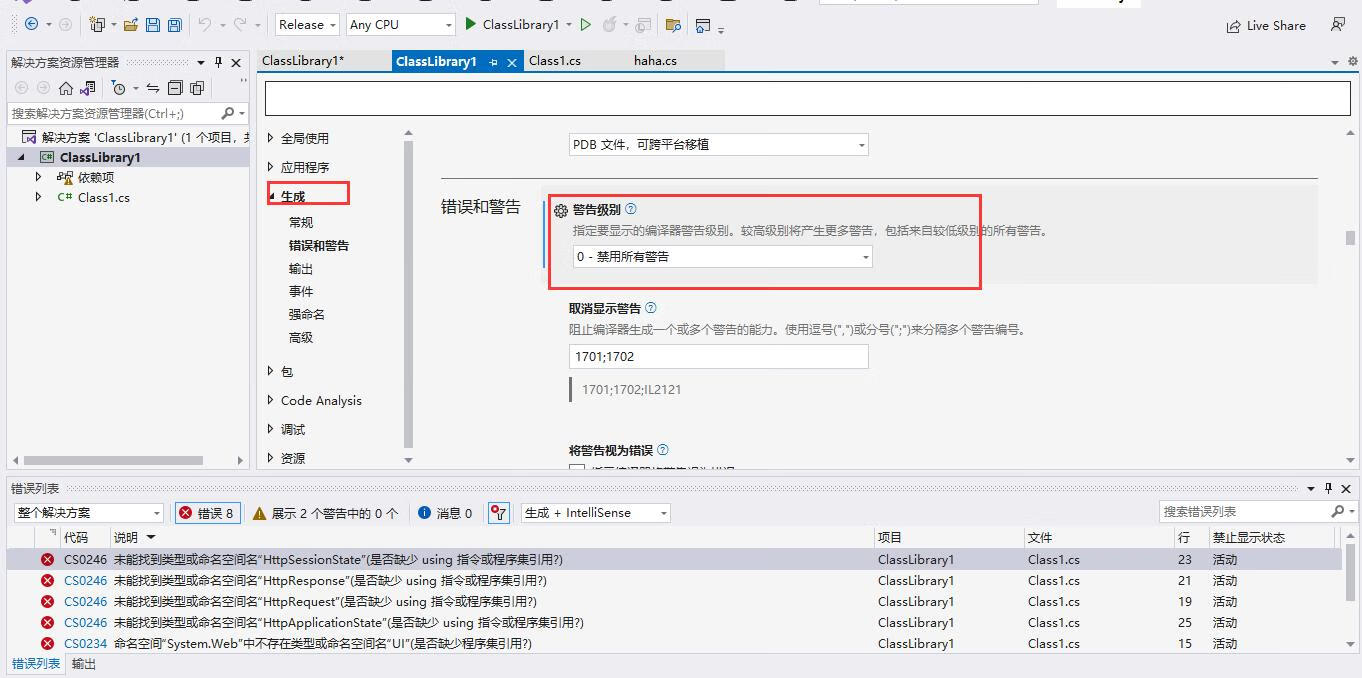 Release Any CPU ClassLibrary1 Live Share
解决方案资源管理器
ClassLibrary1* ClassLibrary1 Class1.cs haha.cs
搜索解决方案资源管理器(Ctrl+;)
解决方案 'ClassLibrary1' (1 个项目，
ClassLibrary1
依赖项
C# Class1.cs
全局使用
应用程序
生成
常规
错误和警告
输出
事件
强命名
高级
包
Code Analysis
调试
资源
PDB 文件，可跨平台移植
错误和警告
警告级别
指定要显示的编译器警告级别。较高级别将产生更多警告，包括来自较低级别的所有警告。
0 - 禁用所有警告
取消显示警告
阻止编译器生成一个或多个警告的能力。使用逗号(",")或分号(";")来分隔多个警告编号。
1701;1702
1701;1702;IL2121
将警告视为错误
错误列表
整个解决方案 错误 8 展示 2 个警告中的 0 个 消息 0 生成 + IntelliSense 搜索错误列表
代码 说明 项目 文件 行 禁止显示状态
CS0246 未能找到类型或命名空间名“HttpSessionState”(是否缺少 using 指令或程序集引用?) ClassLibrary1 Class1.cs 23 活动
CS0246 未能找到类型或命名空间名“HttpResponse”(是否缺少 using 指令或程序集引用?) ClassLibrary1 Class1.cs 21 活动
CS0246 未能找到类型或命名空间名“HttpRequest”(是否缺少 using 指令或程序集引用?) ClassLibrary1 Class1.cs 19 活动
CS0246 未能找到类型或命名空间名“HttpApplicationState”(是否缺少 using 指令或程序集引用?) ClassLibrary1 Class1.cs 25 活动
CS0234 命名空间“System.Web”中不存在类型或命名空间名“UI”(是否缺少程序集引用?) ClassLibrary1 Class1.cs 15 活动
错误列表 输出